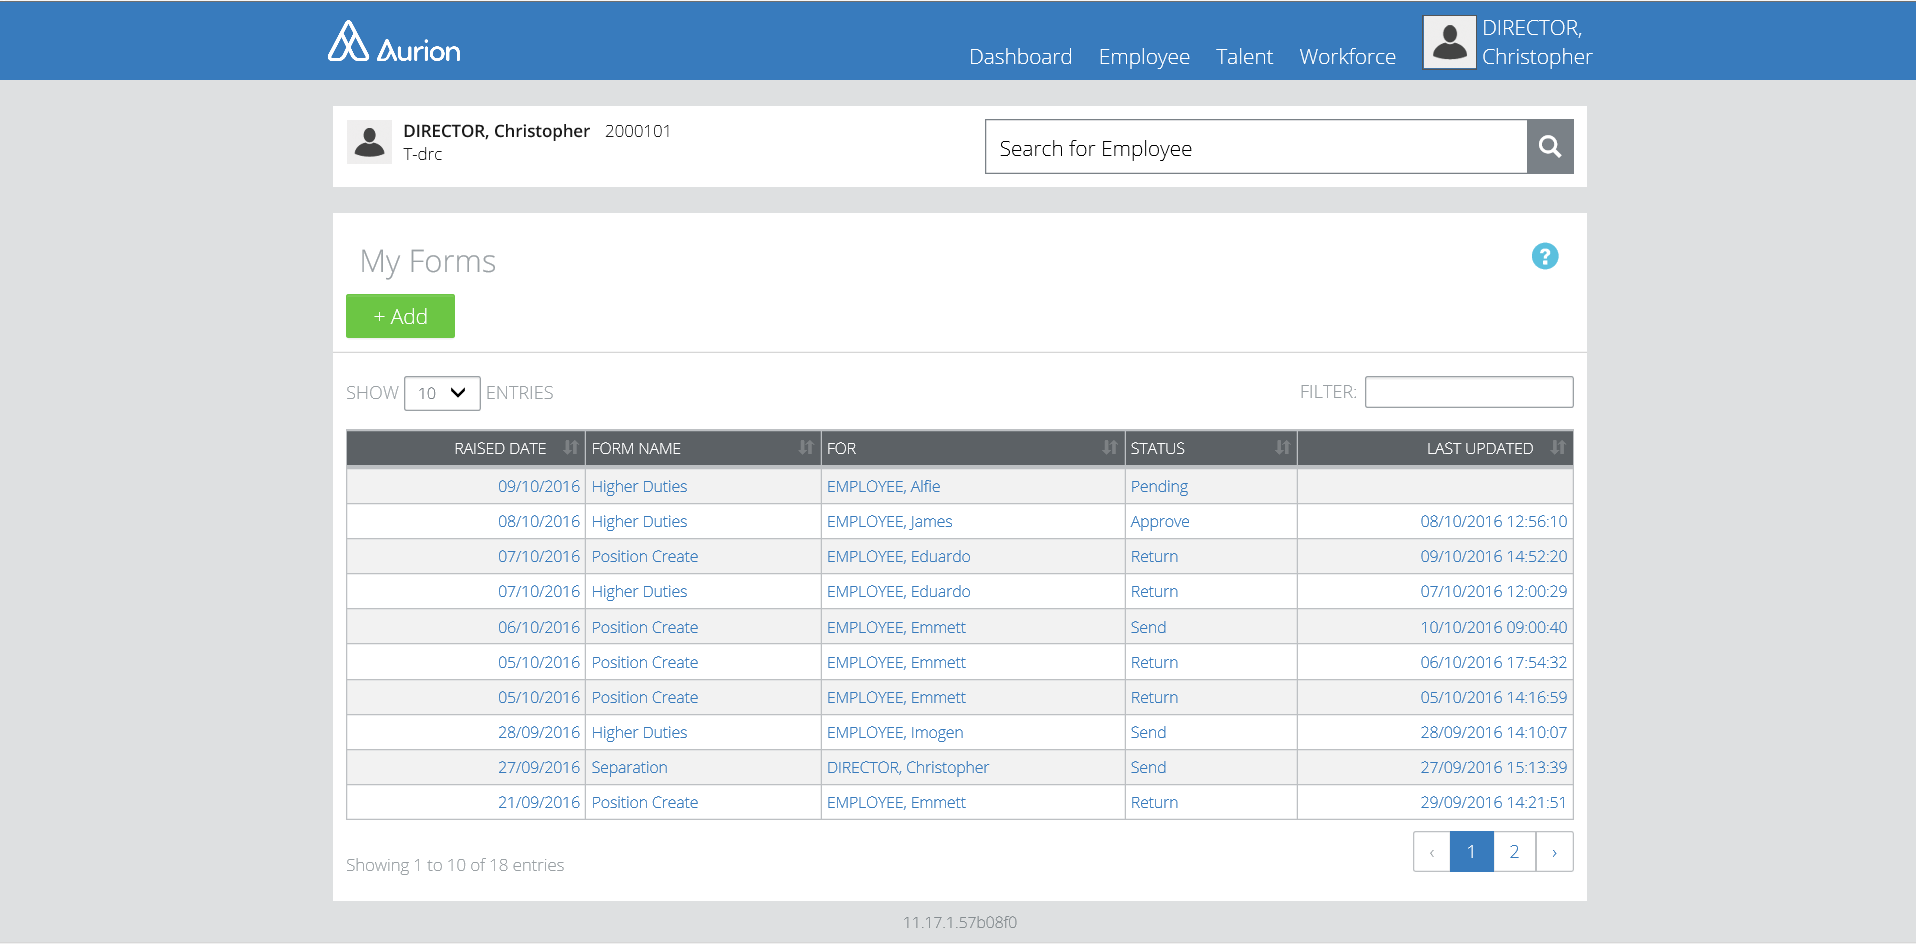 Aurion
Dashboard Employee Talent Workforce DIRECTOR, Christopher
DIRECTOR, Christopher 2000101
T-drc
Search for Employee
My Forms
?
+ Add
SHOW 10 ENTRIES FILTER:
RAISED DATE FORM NAME FOR STATUS LAST UPDATED
09/10/2016 Higher Duties EMPLOYEE, Alfie Pending
08/10/2016 Higher Duties EMPLOYEE, James Approve 08/10/2016 12:56:10
07/10/2016 Position Create EMPLOYEE, Eduardo Return 09/10/2016 14:52:20
07/10/2016 Higher Duties EMPLOYEE, Eduardo Return 07/10/2016 12:00:29
06/10/2016 Position Create EMPLOYEE, Emmett Send 10/10/2016 09:00:40
05/10/2016 Position Create EMPLOYEE, Emmett Return 06/10/2016 17:54:32
05/10/2016 Position Create EMPLOYEE, Emmett Return 05/10/2016 14:16:59
28/09/2016 Higher Duties EMPLOYEE, Imogen Send 28/09/2016 14:10:07
27/09/2016 Separation DIRECTOR, Christopher Send 27/09/2016 15:13:39
21/09/2016 Position Create EMPLOYEE, Emmett Return 29/09/2016 14:21:51
Showing 1 to 10 of 18 entries ‹ 1 2 ›
11.17.1.57b08f0